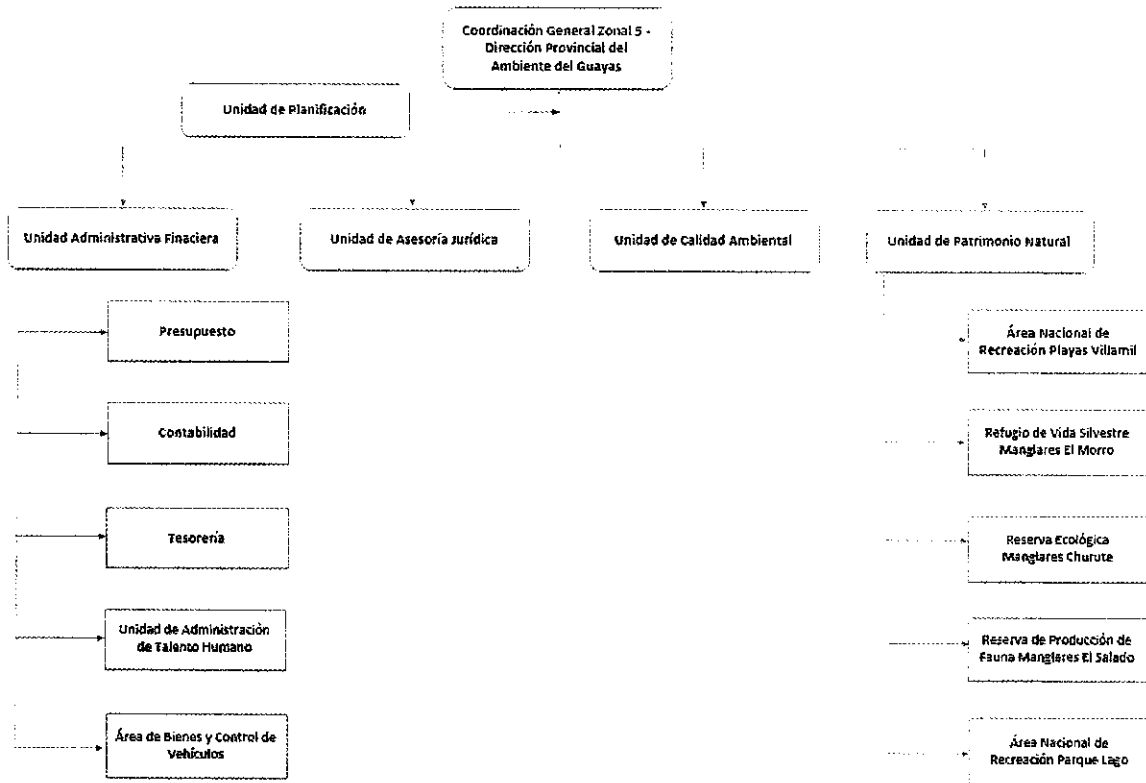 Coordinación General Zonal 5 -
Dirección Provincial del
Ambiente del Guayas
Unidad de Planificación
Unidad Administrativa Finaciera
Unidad de Asesoría Jurídica
Unidad de Calidad Ambiental
Unidad de Patrimonio Natural
Presupuesto
Contabilidad
Tesorería
Unidad de Administración
de Talento Humano
Área de Bienes y Control de
Vehículos
Área Nacional de
Recreación Playas Villamil
Refugio de Vida Silvestre
Manglares El Morro
Reserva Ecológica
Manglares Churute
Reserva de Producción de
Fauna Manglares El Salado
Área Nacional de
Recreación Parque Lago